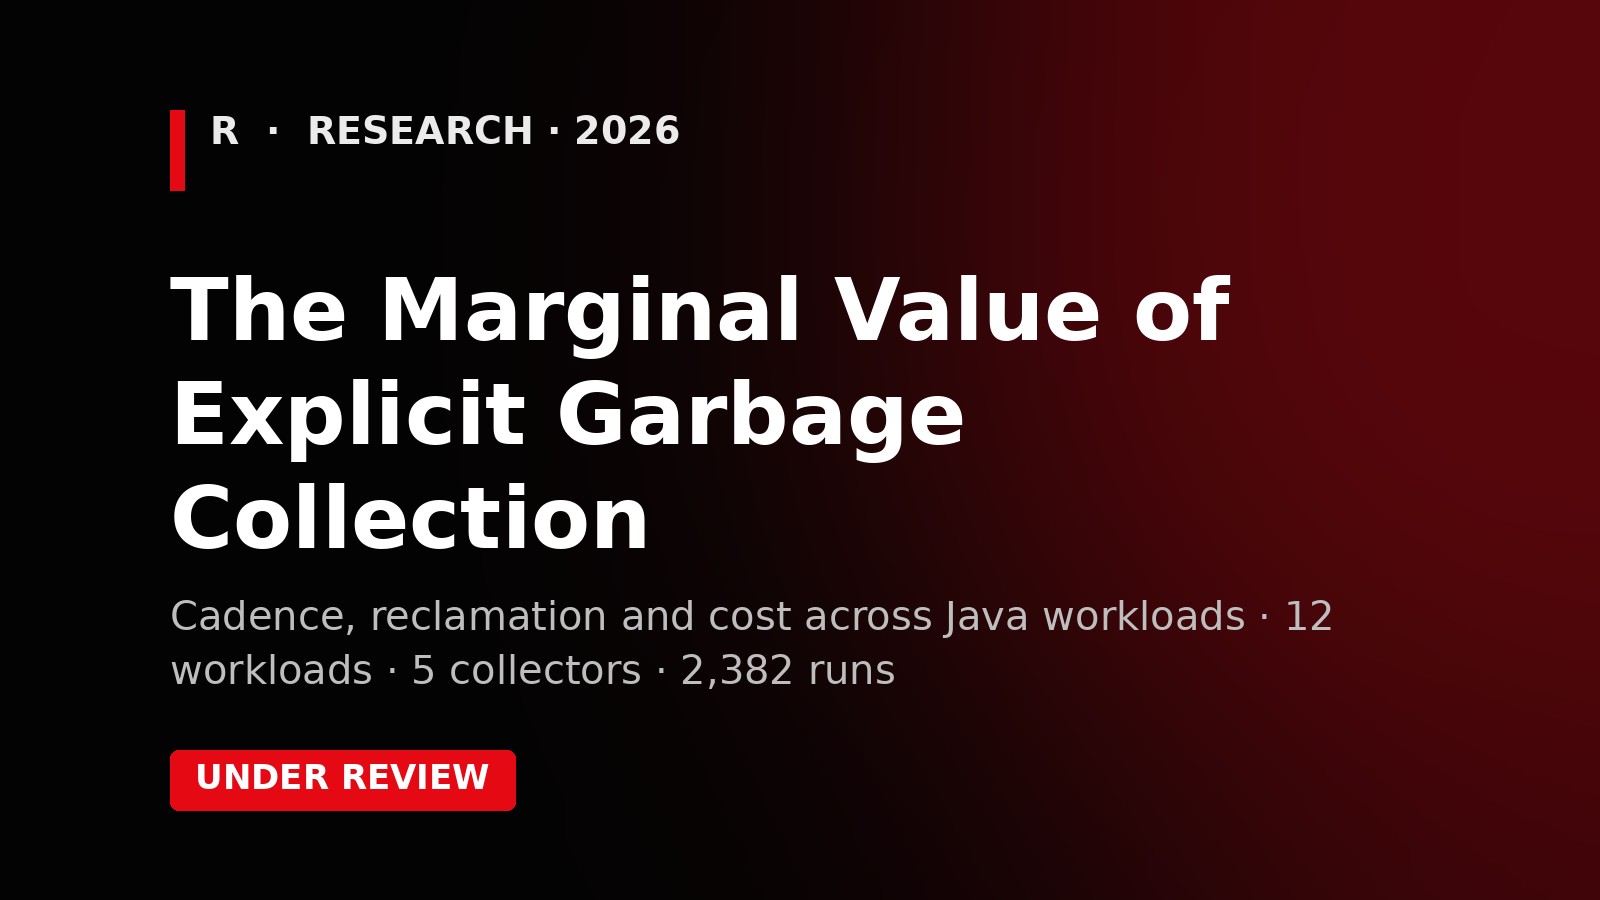 R · RESEARCH · 2026
The Marginal Value of
Explicit Garbage
Collection
Cadence, reclamation and cost across Java workloads · 12
workloads · 5 collectors · 2,382 runs
UNDER REVIEW